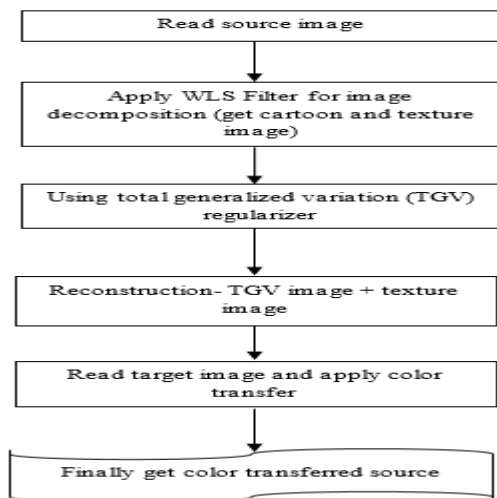 Read source image
Apply WLS Filter for image
decomposition (get cartoon and texture
image)
Using total generalized variation (TGV)
regularizer
Reconstruction- TGV image + texture
image
Read target image and apply color
transfer
Finally get color transferred source